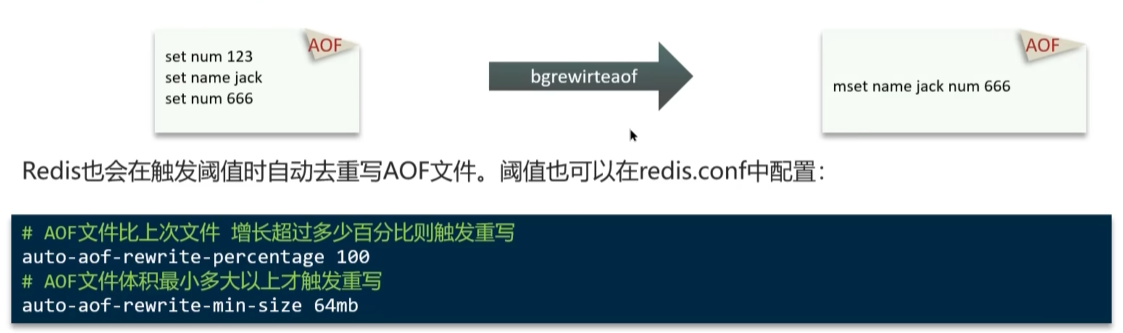 AOF
set num 123
set name jack
set num 666
bgrewirteaof
AOF
mset name jack num 666
Redis也会在触发阈值时自动去重写AOF文件。阈值也可以在redis.conf中配置：
# AOF文件比上次文件 增长超过多少百分比则触发重写
auto-aof-rewrite-percentage 100
# AOF文件体积最小多大以上才触发重写
auto-aof-rewrite-min-size 64mb